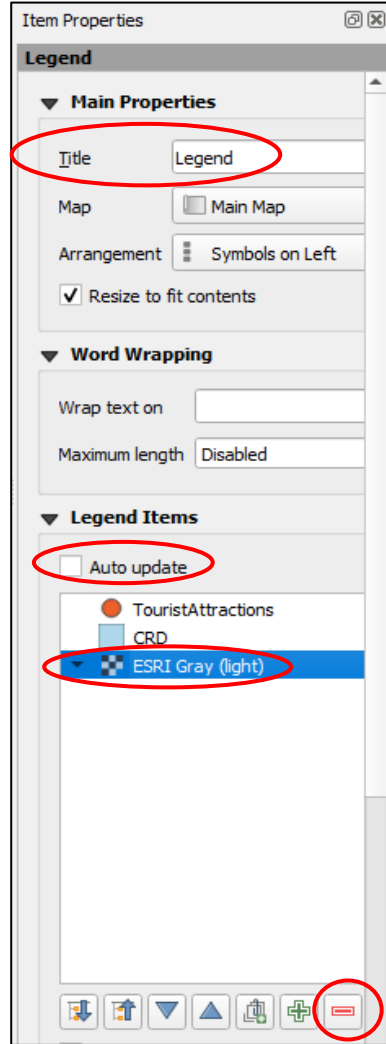 Item Properties
Legend
Main Properties
Title Legend
Map Main Map
Arrangement Symbols on Left
Resize to fit contents
Word Wrapping
Wrap text on
Maximum length Disabled
Legend Items
Auto update
TouristAttractions
CRD
ESRI Gray (light)